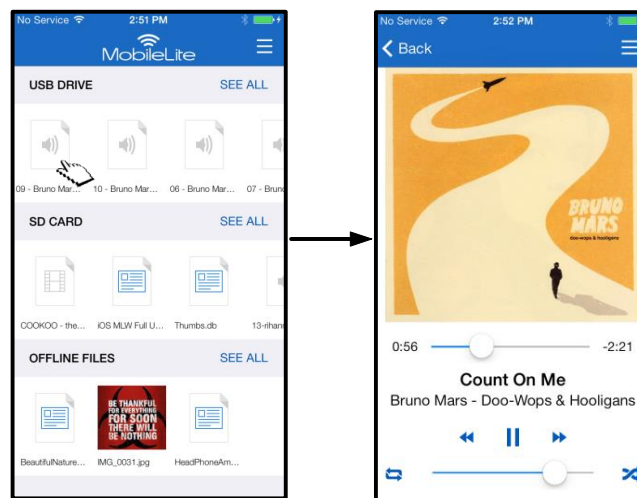 No Service 2:51 PM
MobileLite
USB DRIVE SEE ALL
09 - Bruno Mar... 10 - Bruno Mar... 06 - Bruno Mar... 07 - Brun
SD CARD SEE ALL
COOKOO - the... iOS MLW Full U... Thumbs.db 13-rihan
OFFLINE FILES SEE ALL
BE THANKFUL
FOR EVERYTHING
FOR SOON
THERE WILL
BE NOTHING
BeautifulNature... IMG_0031.jpg HeadPhoneAm...
No Service 2:52 PM
Back
BRUNO
MARS
doo-wops & hooligans
0:56 -2:21
Count On Me
Bruno Mars - Doo-Wops & Hooligans